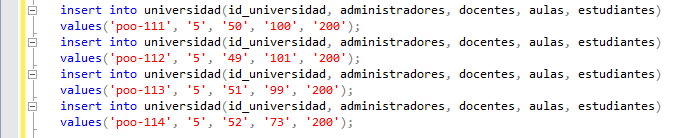 insert into universidad(id_universidad, administradores, docentes, aulas, estudiantes)
values('poo-111', '5', '50', '100', '200');
insert into universidad(id_universidad, administradores, docentes, aulas, estudiantes)
values('poo-112', '5', '49', '101', '200');
insert into universidad(id_universidad, administradores, docentes, aulas, estudiantes)
values('poo-113', '5', '51', '99', '200');
insert into universidad(id_universidad, administradores, docentes, aulas, estudiantes)
values('poo-114', '5', '52', '73', '200');